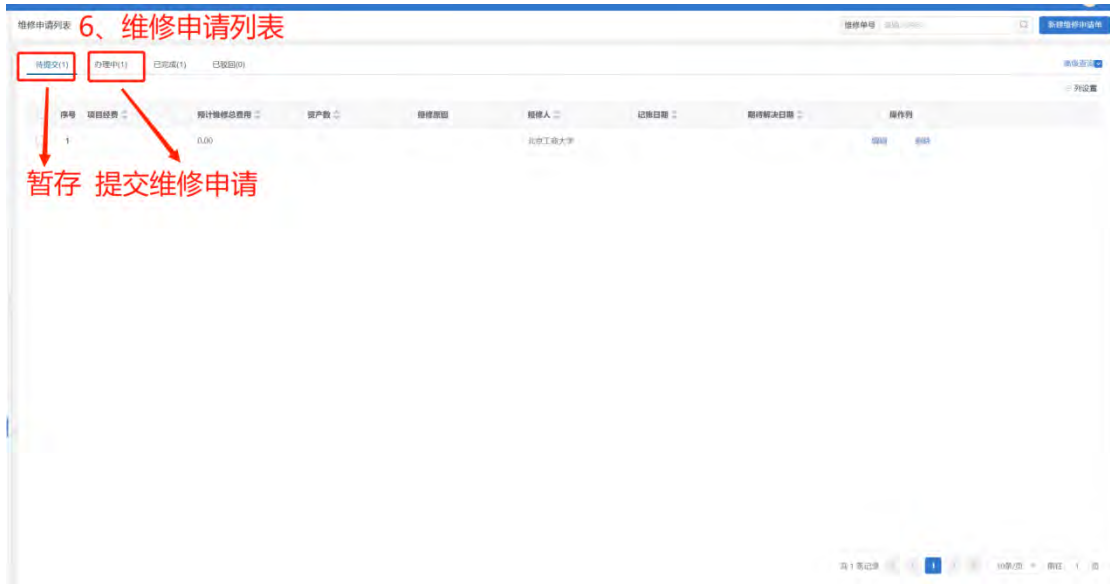 维修申请列表 6、维修申请列表 维修单号 新建维修申请单
待提交(1) 办理中(1) 已完成(1) 已驳回(0) 高级查询
列设置
序号 项目经费 预计维修总费用 资产数 报修原因 报修人 记账日期 期待解决日期 操作列
1 0.00 北京工商大学 编辑 删除
暂存 提交维修申请
共 1 条记录 1 10条/页 前往 1 页